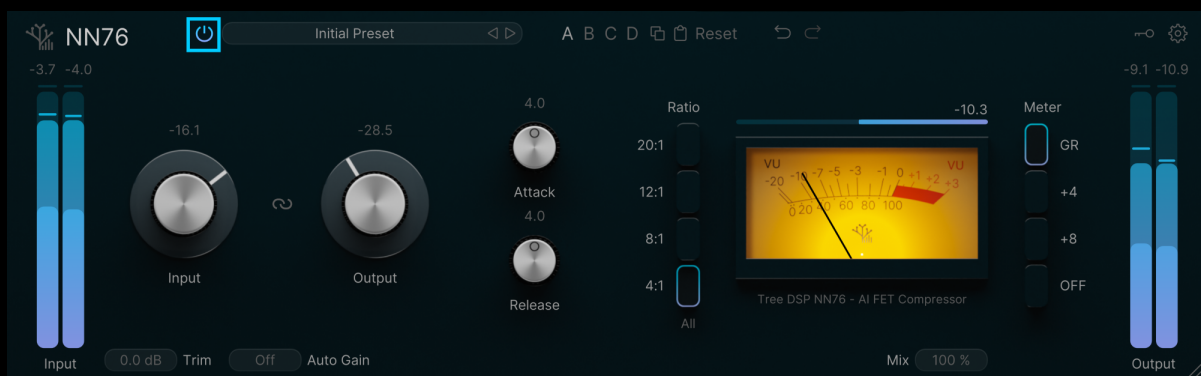 NN76
Initial Preset
A B C D Reset
-3.7 -4.0
-9.1 -10.9
-16.1
-28.5
4.0
Attack
4.0
Release
Input
Output
Ratio
20:1
12:1
8:1
4:1
All
-10.3
VU VU
-20 -10 -7 -5 -3 -1 0 +1 +2 +3
0 20 40 60 80 100
Tree DSP NN76 - AI FET Compressor
Meter
GR
+4
+8
OFF
Input
0.0 dB Trim
Off Auto Gain
Mix 100 %
Output